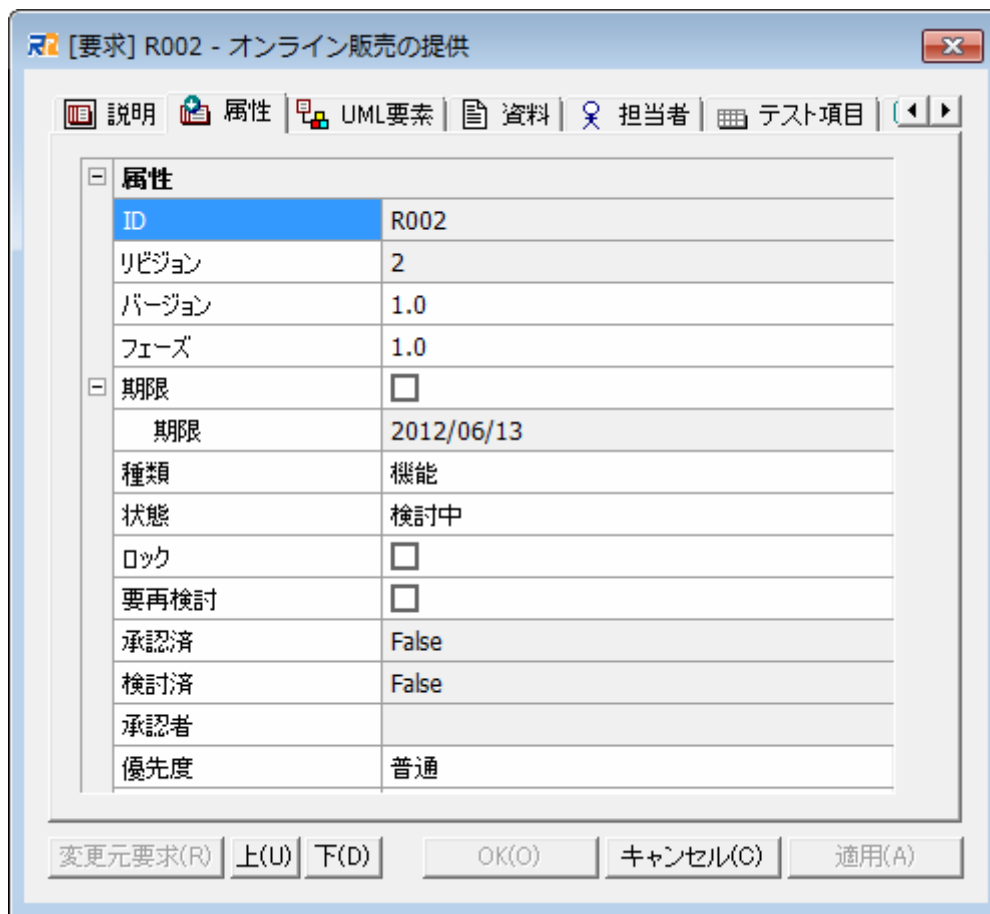 [要求] R002 - オンライン販売の提供
説明 属性 UML要素 資料 担当者 テスト項目
属性
ID R002
リビジョン 2
バージョン 1.0
フェーズ 1.0
期限
期限 2012/06/13
種類 機能
状態 検討中
ロック
要再検討
承認済 False
検討済 False
承認者
優先度 普通
変更元要求(R) 上(U) 下(D) OK(O) キャンセル(C) 適用(A)